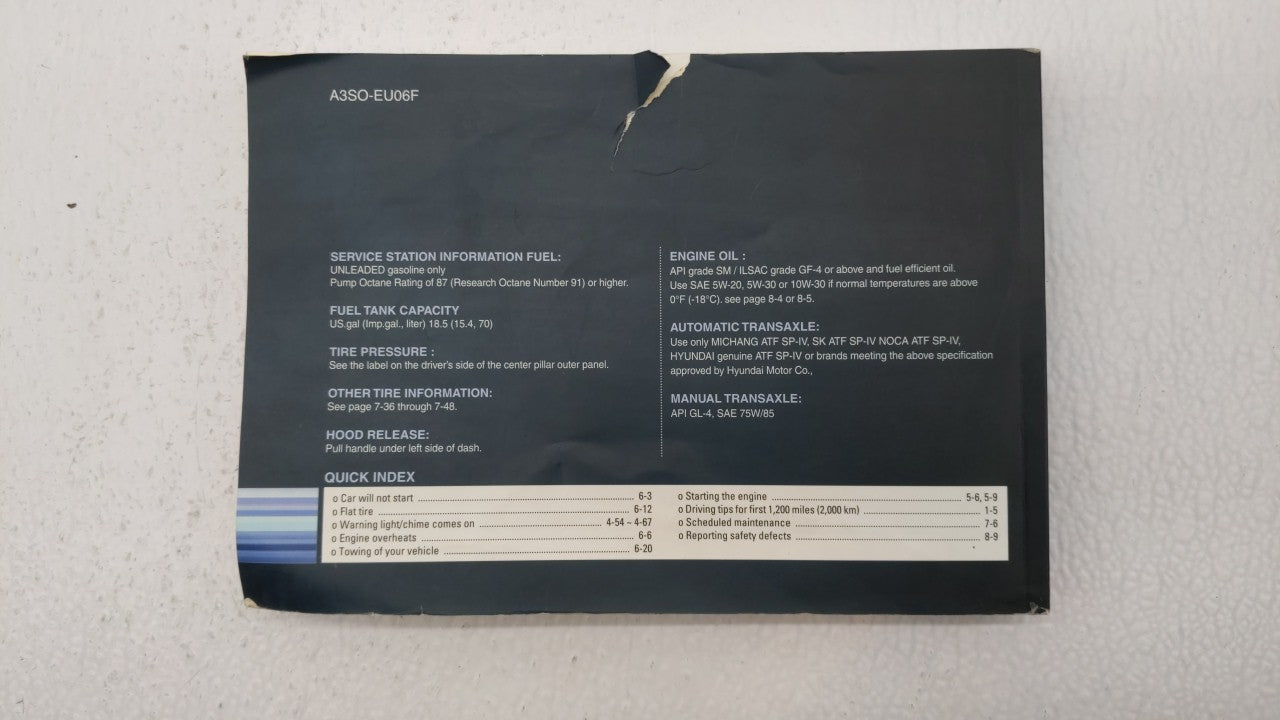 A3SO-EU06F
SERVICE STATION INFORMATION FUEL:
UNLEADED gasoline only
Pump Octane Rating of 87 (Research Octane Number 91) or higher.
FUEL TANK CAPACITY
US.gal (Imp.gal., liter) 18.5 (15.4, 70)
TIRE PRESSURE :
See the label on the driver's side of the center pillar outer panel.
OTHER TIRE INFORMATION:
See page 7-36 through 7-48.
HOOD RELEASE:
Pull handle under left side of dash.
ENGINE OIL :
API grade SM / ILSAC grade GF-4 or above and fuel efficient oil.
Use SAE 5W-20, 5W-30 or 10W-30 if normal temperatures are above
0°F (-18°C). see page 8-4 or 8-5.
AUTOMATIC TRANSAXLE:
Use only MICHANG ATF SP-IV, SK ATF SP-IV NOCA ATF SP-IV,
HYUNDAI genuine ATF SP-IV or brands meeting the above specification
approved by Hyundai Motor Co.,
MANUAL TRANSAXLE:
API GL-4, SAE 75W/85
QUICK INDEX
o Car will not start ........ 6-3
o Flat tire ........ 6-12
o Warning light/chime comes on ........ 4-54 ~ 4-67
o Engine overheats ........ 6-6
o Towing of your vehicle ........ 6-20
o Starting the engine ........ 5-6, 5-9
o Driving tips for first 1,200 miles (2,000 km) ........ 1-5
o Scheduled maintenance ........ 7-6
o Reporting safety defects ........ 8-9